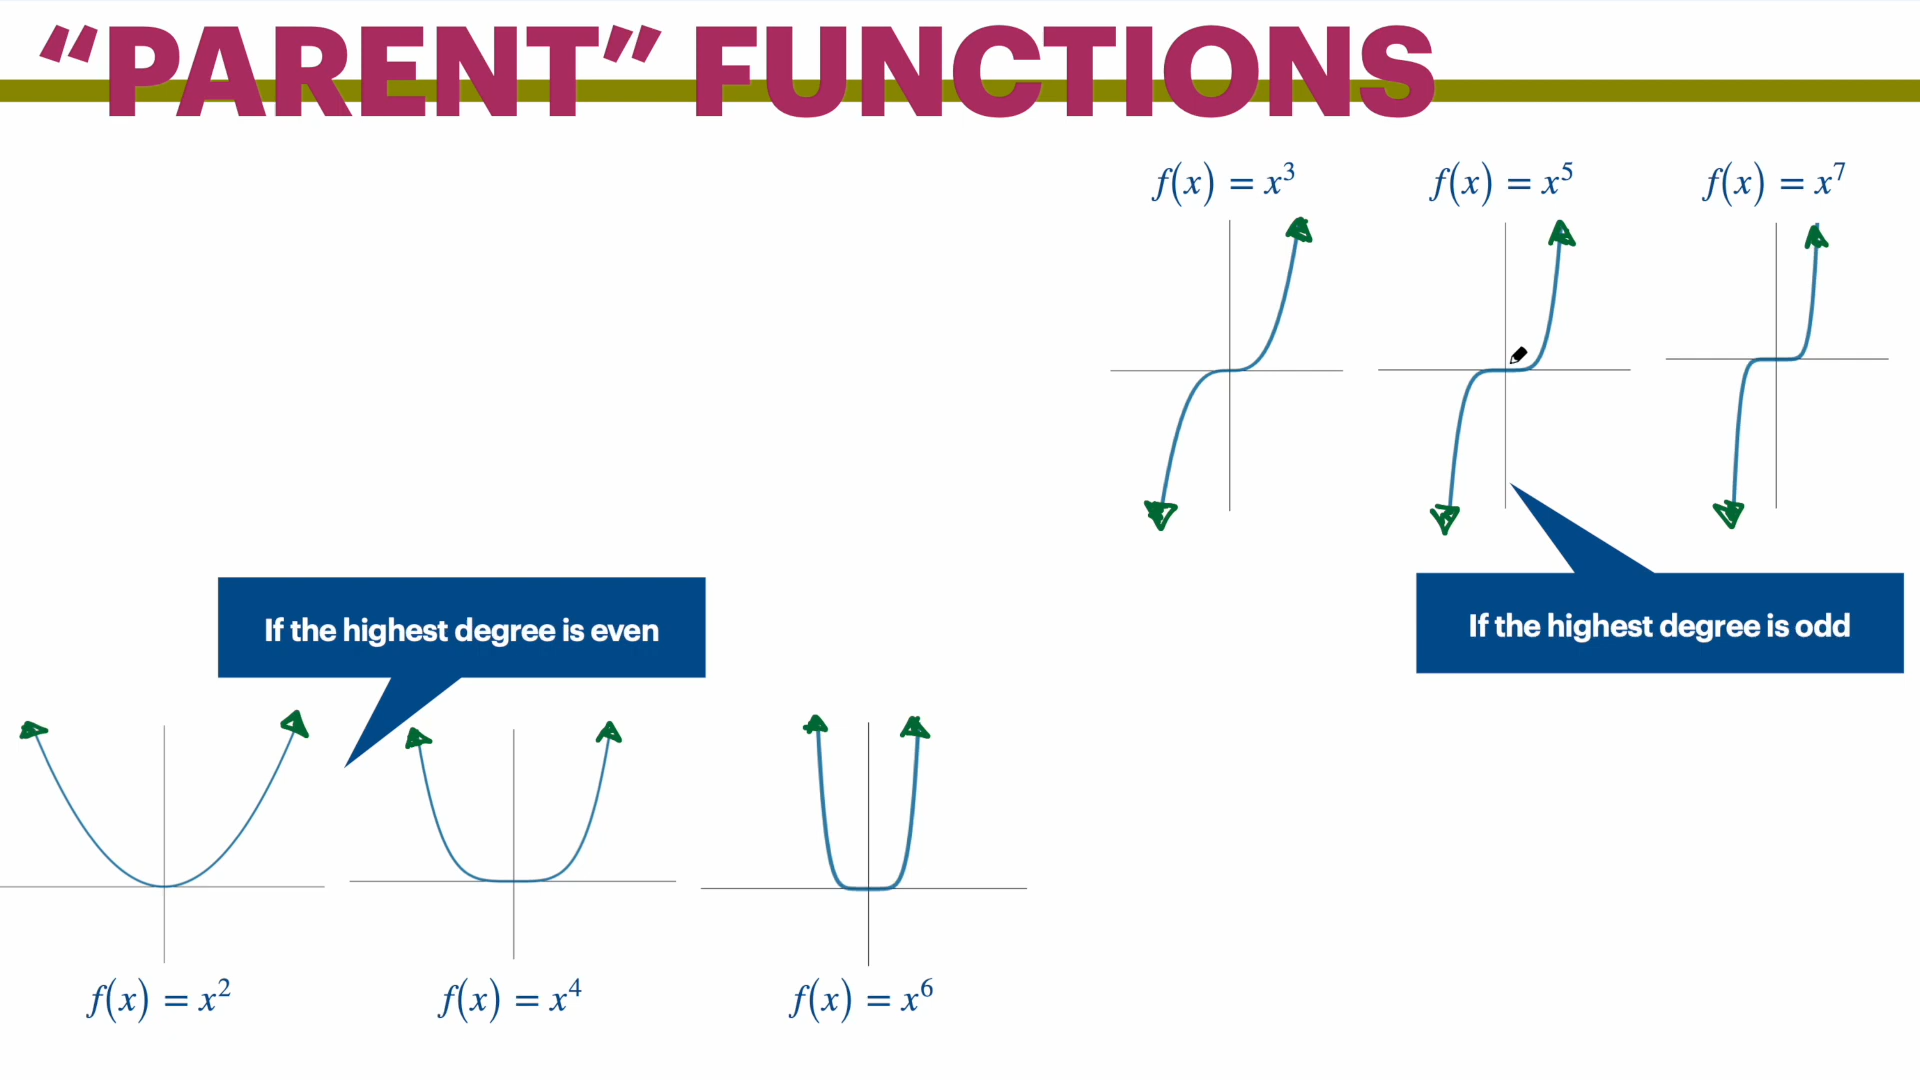 “PARENT” FUNCTIONS
f(x) = x³
f(x) = x⁵
f(x) = x⁷
If the highest degree is even
If the highest degree is odd
f(x) = x²
f(x) = x⁴
f(x) = x⁶